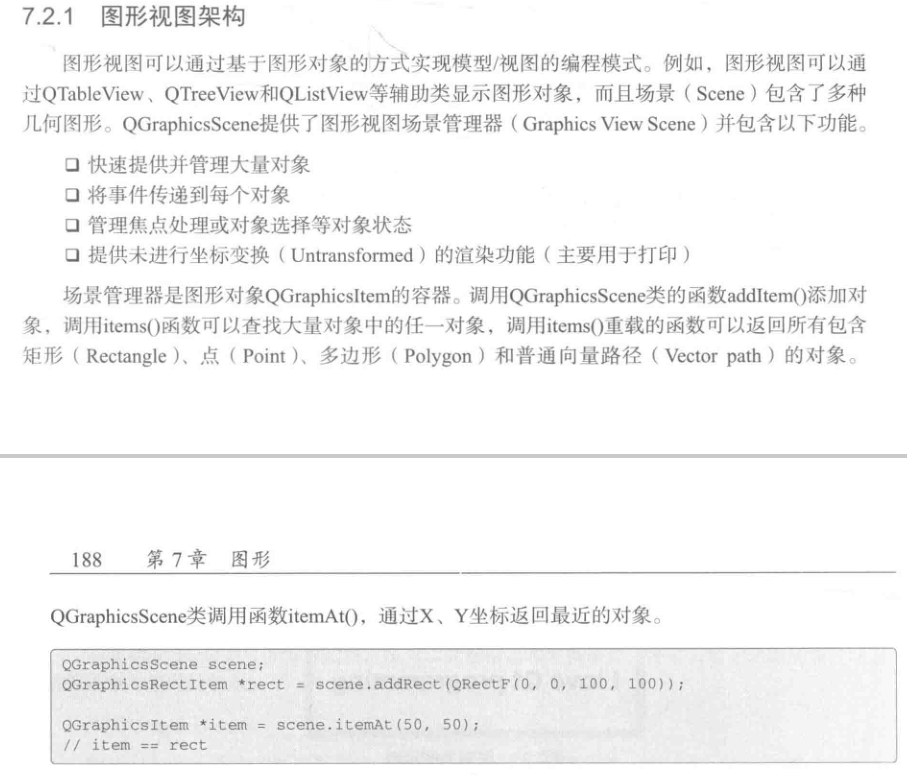 7.2.1 图形视图架构
图形视图可以通过基于图形对象的方式实现模型/视图的编程模式。例如，图形视图可以通
过QTableView、QTreeView和QListView等辅助类显示图形对象，而且场景（Scene）包含了多种
几何图形。QGraphicsScene提供了图形视图场景管理器（Graphics View Scene）并包含以下功能。
❑ 快速提供并管理大量对象
❑ 将事件传递到每个对象
❑ 管理焦点处理或对象选择等对象状态
❑ 提供未进行坐标变换（Untransformed）的渲染功能（主要用于打印）
场景管理器是图形对象QGraphicsItem的容器。调用QGraphicsScene类的函数addItem()添加对
象，调用items()函数可以查找大量对象中的任一对象，调用items()重载的函数可以返回所有包含
矩形（Rectangle）、点（Point）、多边形（Polygon）和普通向量路径（Vector path）的对象。
188 第 7 章 图形
QGraphicsScene类调用函数itemAt()，通过X、Y坐标返回最近的对象。
QGraphicsScene scene;
QGraphicsRectItem *rect = scene.addRect(QRectF(0, 0, 100, 100));
QGraphicsItem *item = scene.itemAt(50, 50);
// item == rect